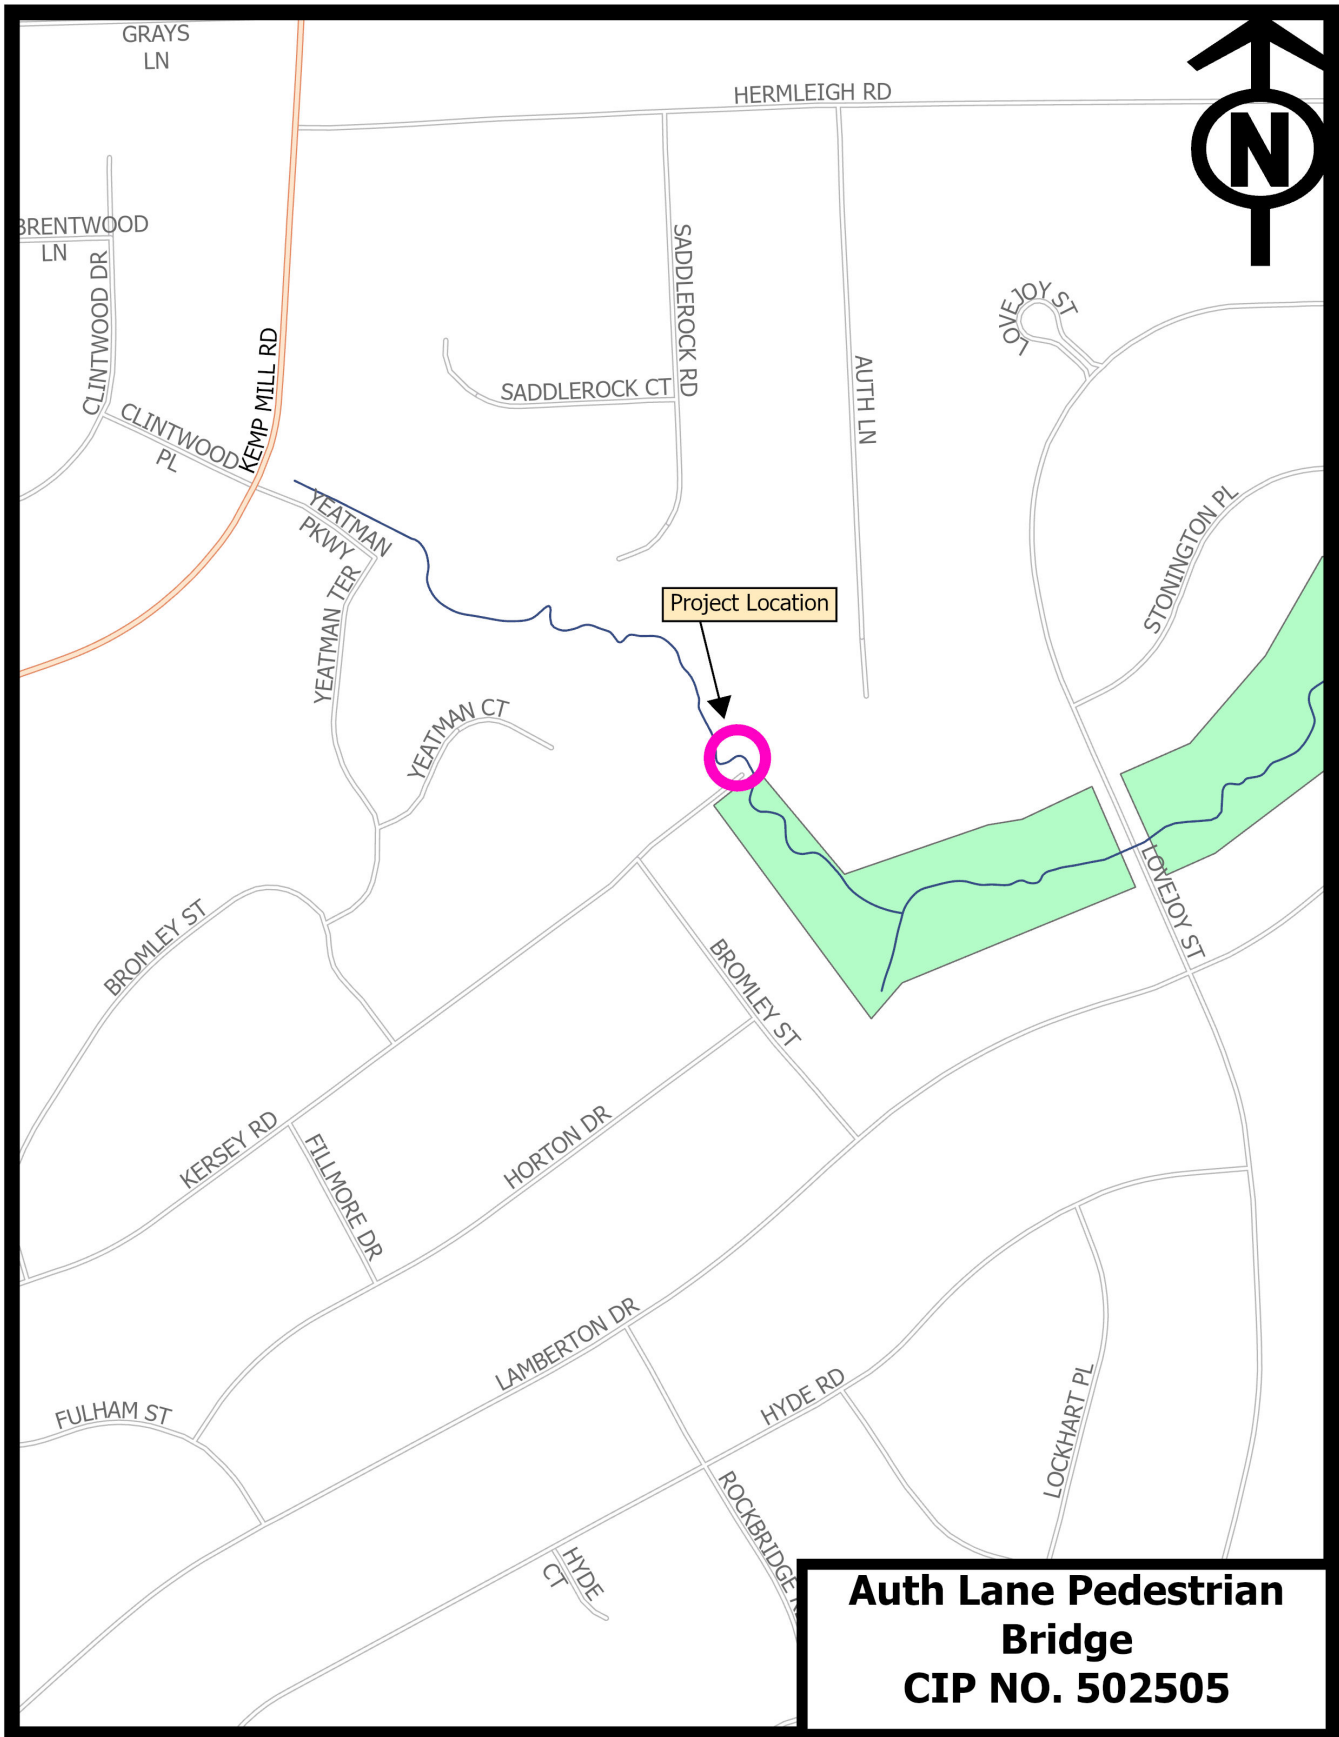 GRAYS
LN
HERMLEIGH RD
N
BRENTWOOD
LN
CLINTWOOD DR
SADDLEROCK RD
LOVEJOY ST
KEMP MILL RD
AUTH LN
SADDLEROCK CT
CLINTWOOD
PL
YEATMAN
PKWY
STONINGTON PL
YEATMAN TER
Project Location
YEATMAN CT
LOVEJOY ST
BROMLEY ST
BROMLEY ST
KERSEY RD
HORTON DR
FILLMORE DR
LAMBERTON DR
HYDE RD
LOCKHART PL
FULHAM ST
ROCKBRIDGE
HYDE
CT
Auth Lane Pedestrian
Bridge
CIP NO. 502505